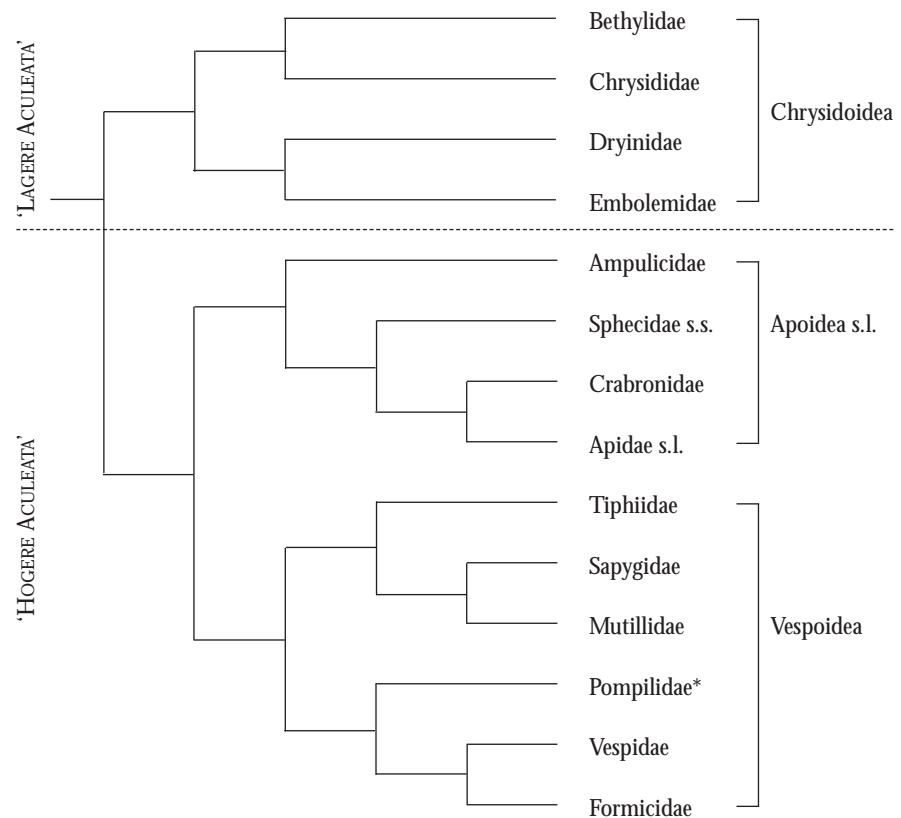 'LAGERE ACULEATA'
Bethylidae
Chrysididae
Dryinidae
Embolemidae
Chrysidoidea
'HOGERE ACULEATA'
Ampulicidae
Sphecidae s.s.
Crabronidae
Apidae s.l.
Apoidea s.l.
Tiphiidae
Sapygidae
Mutillidae
Pompilidae*
Vespidae
Formicidae
Vespoidea